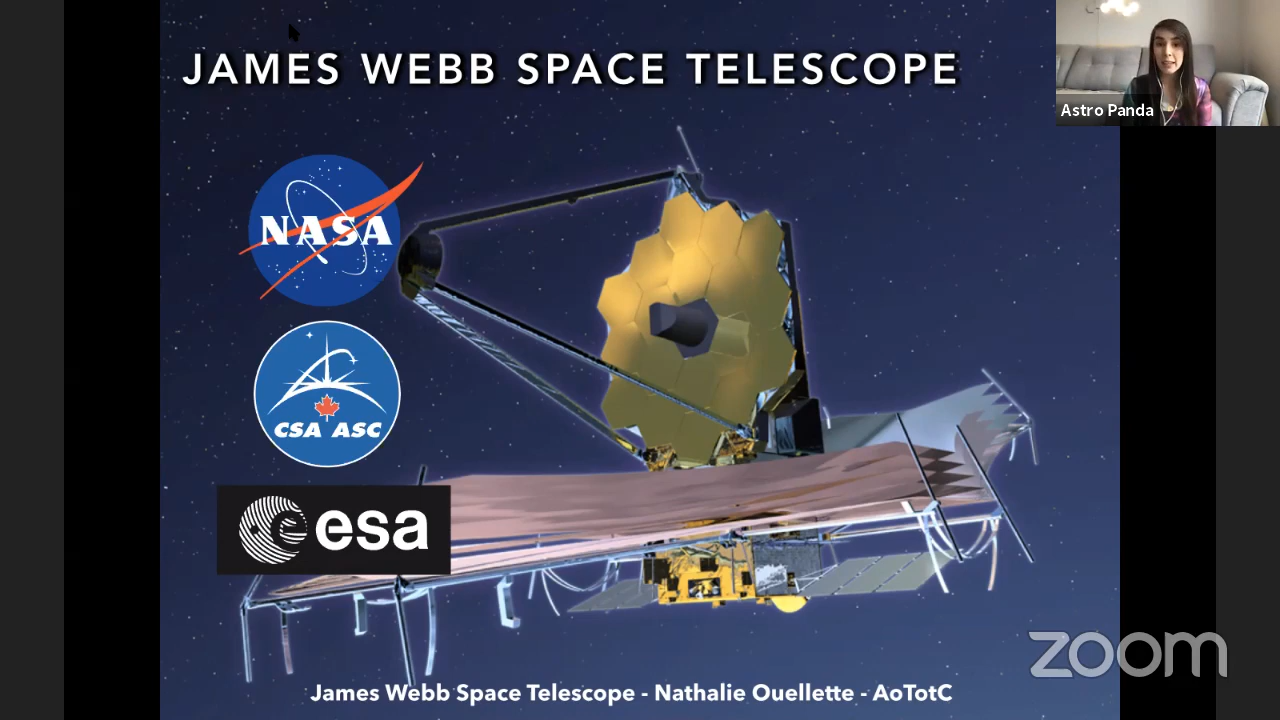 JAMES WEBB SPACE TELESCOPE
Astro Panda
NASA
CSA ASC
esa
zoom
James Webb Space Telescope - Nathalie Ouellette - AoTotC